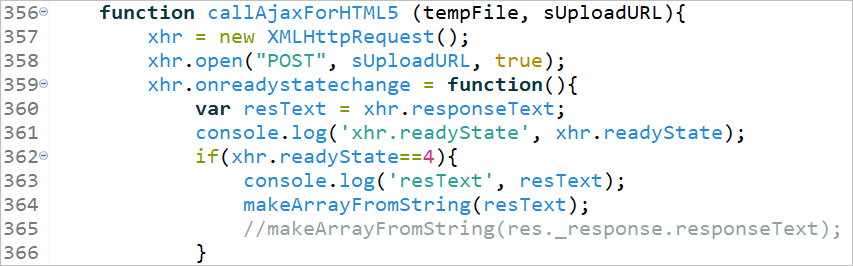 356 function callAjaxForHTML5 (tempFile, sUploadURL){
357 xhr = new XMLHttpRequest();
358 xhr.open("POST", sUploadURL, true);
359 xhr.onreadystatechange = function(){
360 var resText = xhr.responseText;
361 console.log('xhr.readyState', xhr.readyState);
362 if(xhr.readyState==4){
363 console.log('resText', resText);
364 makeArrayFromString(resText);
365 //makeArrayFromString(res._response.responseText);
366 }